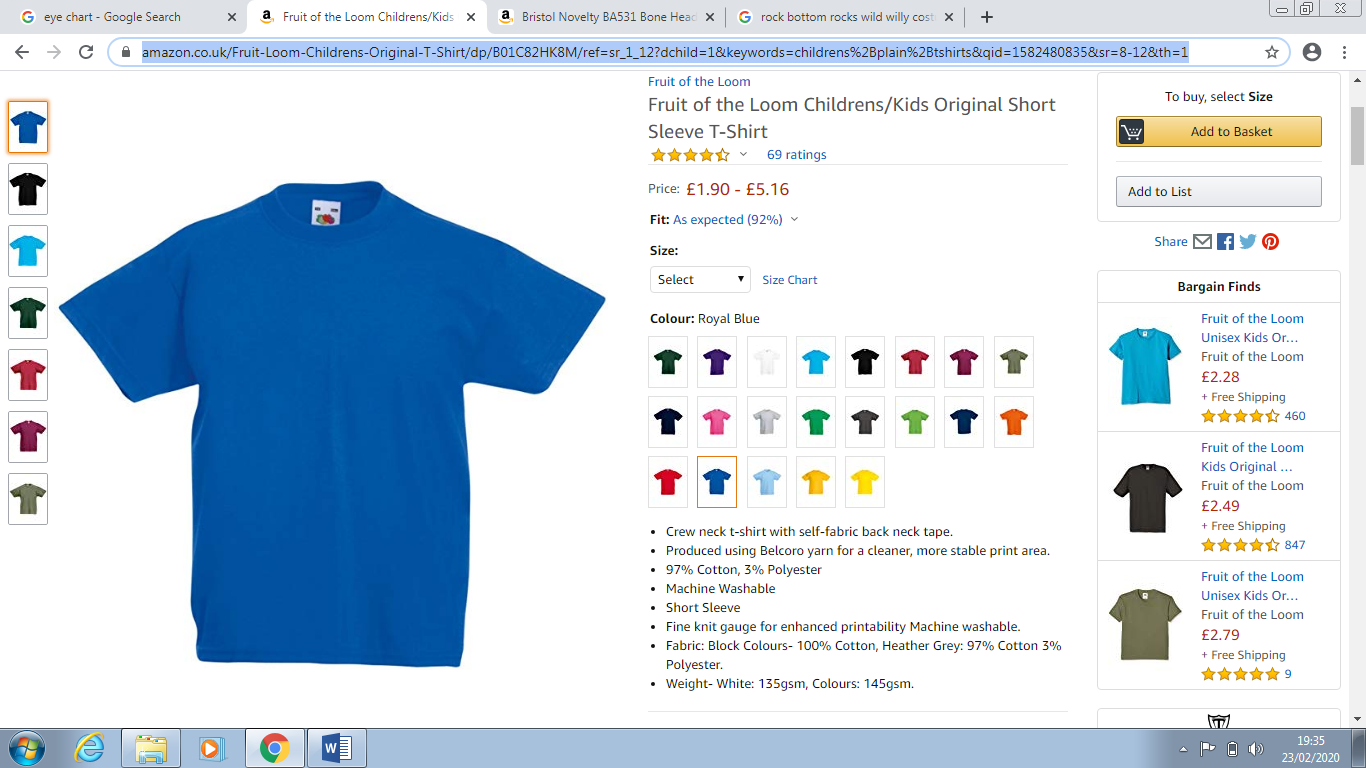 eye chart - Google Search
Fruit of the Loom Childrens/Kids
Bristol Novelty BA531 Bone Head
rock bottom rocks wild willy cost
amazon.co.uk/Fruit-Loom-Childrens-Original-T-Shirt/dp/B01C82HK8M/ref=sr_1_12?dchild=1&keywords=childrens%2Bplain%2Btshirts&qid=1582480835&sr=8-12&th=1
Fruit of the Loom
Fruit of the Loom Childrens/Kids Original Short
Sleeve T-Shirt
69 ratings
Price: £1.90 - £5.16
Fit: As expected (92%)
Size:
Select
Size Chart
Colour: Royal Blue
Crew neck t-shirt with self-fabric back neck tape.
Produced using Belcoro yarn for a cleaner, more stable print area.
97% Cotton, 3% Polyester
Machine Washable
Short Sleeve
Fine knit gauge for enhanced printability Machine washable.
Fabric: Block Colours- 100% Cotton, Heather Grey: 97% Cotton 3%
Polyester.
Weight- White: 135gsm, Colours: 145gsm.
To buy, select Size
Add to Basket
Add to List
Share
Bargain Finds
Fruit of the Loom
Unisex Kids Or…
Fruit of the Loom
£2.28
+ Free Shipping
460
Fruit of the Loom
Kids Original …
Fruit of the Loom
£2.49
+ Free Shipping
847
Fruit of the Loom
Unisex Kids Or…
Fruit of the Loom
£2.79
+ Free Shipping
9
19:35
23/02/2020